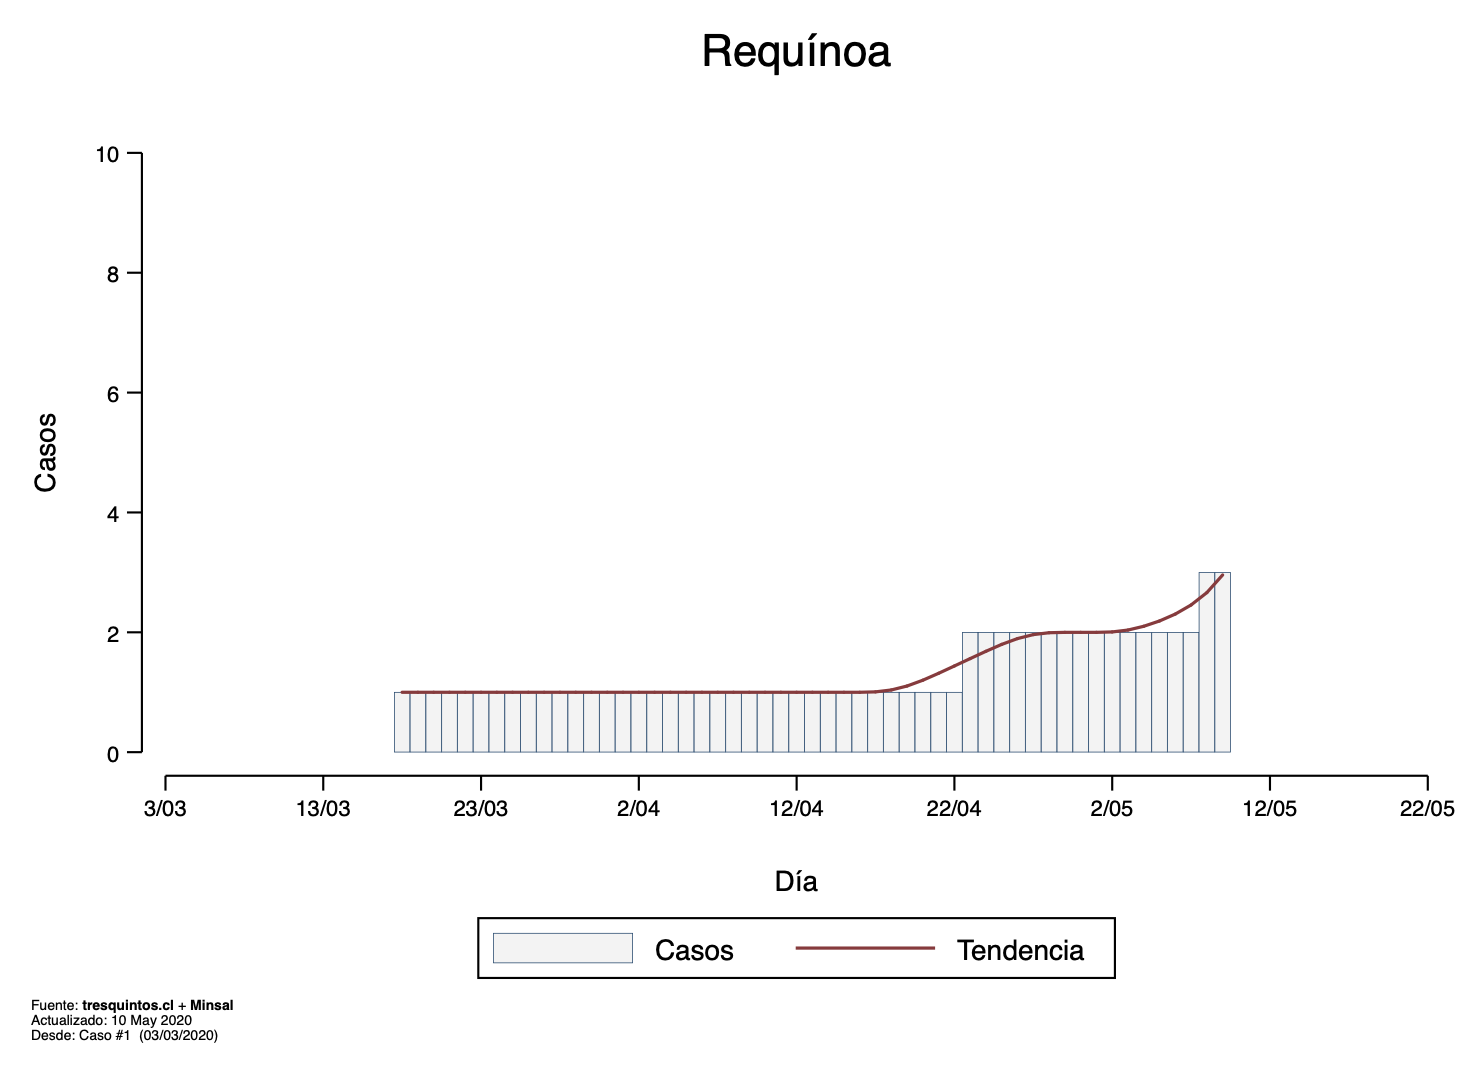 Requínoa
10
8
6
4
2
0
Casos
3/03 13/03 23/03 2/04 12/04 22/04 2/05 12/05 22/05
Día
Casos Tendencia
Fuente: tresquintos.cl + Minsal
Actualizado: 10 May 2020
Desde: Caso #1 (03/03/2020)